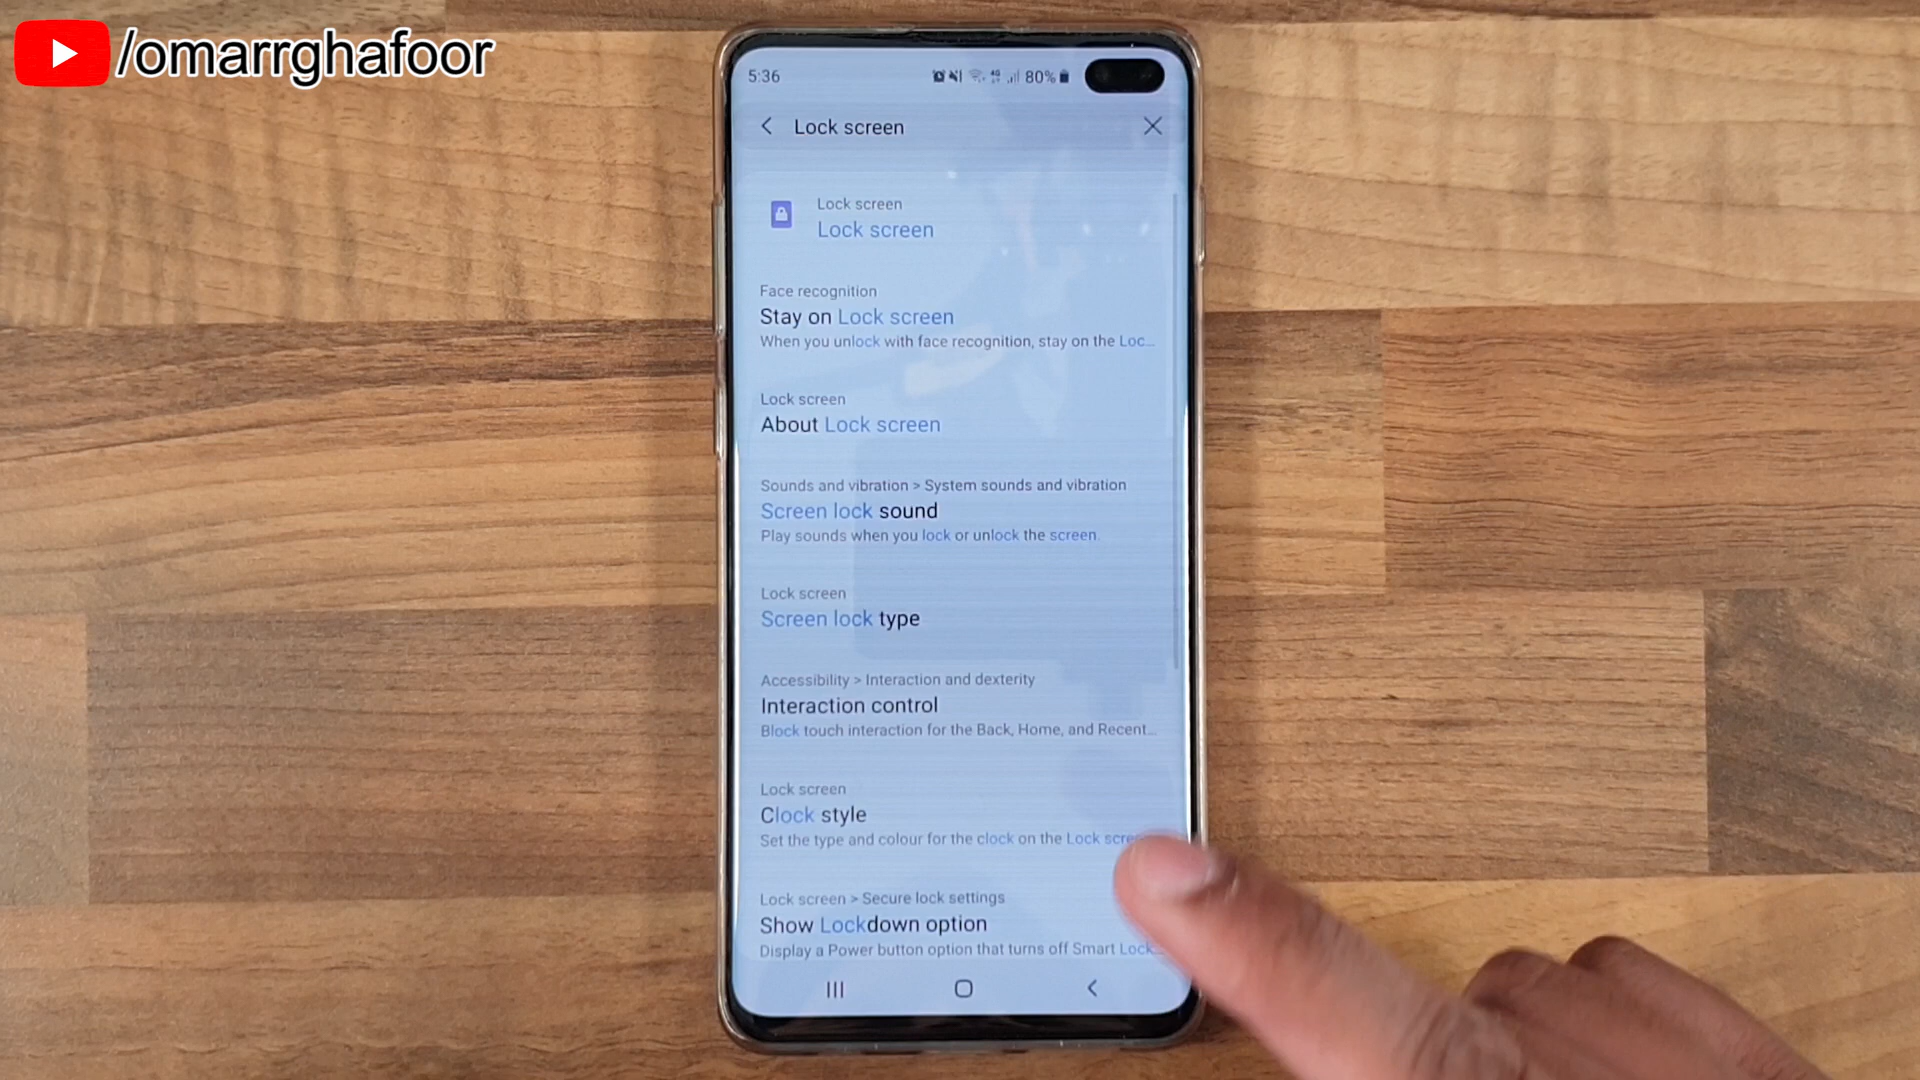 /omarrghafoor
5:36
80%
Lock screen
Lock screen
Lock screen
Face recognition
Stay on Lock screen
When you unlock with face recognition, stay on the Loc...
Lock screen
About Lock screen
Sounds and vibration > System sounds and vibration
Screen lock sound
Play sounds when you lock or unlock the screen.
Lock screen
Screen lock type
Accessibility > Interaction and dexterity
Interaction control
Block touch interaction for the Back, Home, and Recent...
Lock screen
Clock style
Set the type and colour for the clock on the Lock scre
Lock screen > Secure lock settings
Show Lockdown option
Display a Power button option that turns off Smart Lock...